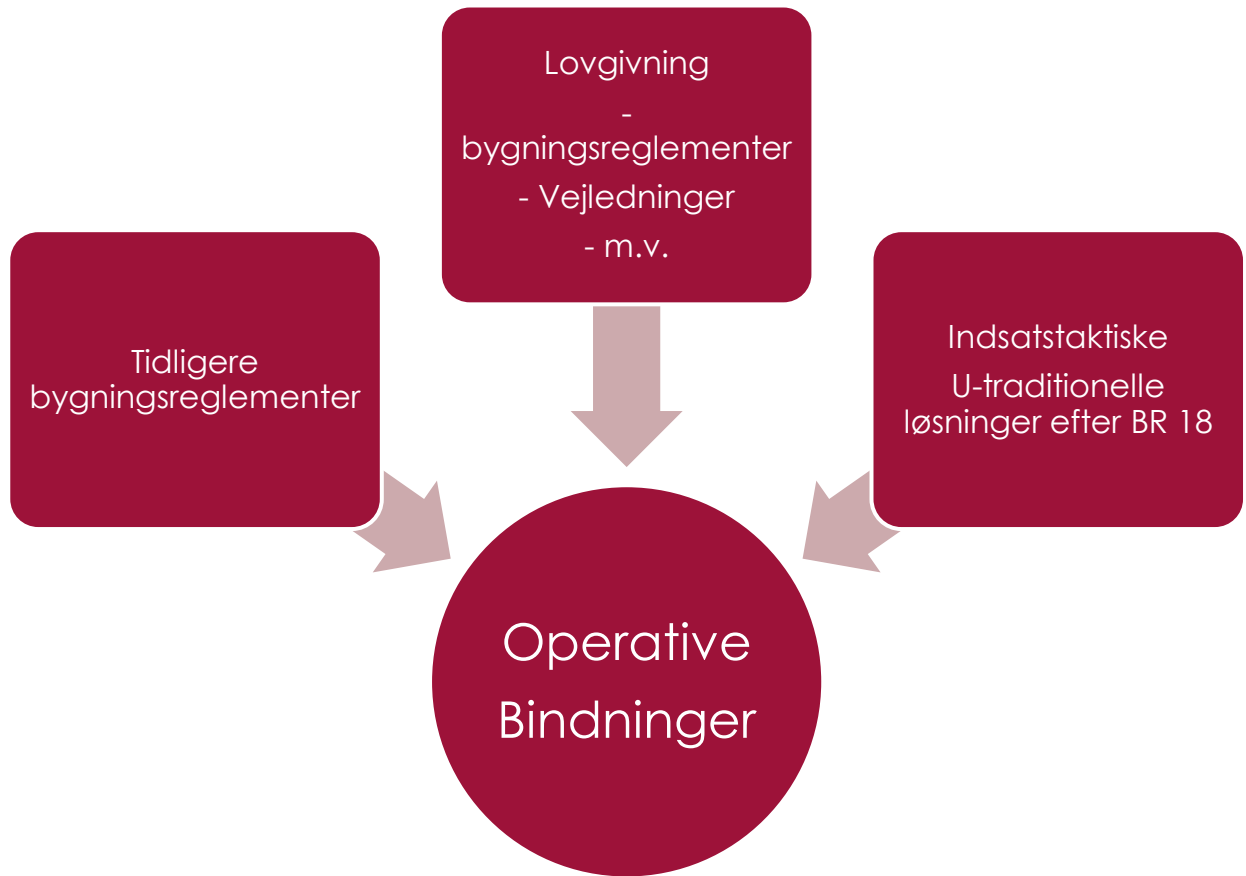 Lovgivning
-
bygningsreglementer
- Vejledninger
- m.v.
Tidligere
bygningsreglementer
Indsatstaktiske
U-traditionelle
løsninger efter BR 18
Operative
Bindninger